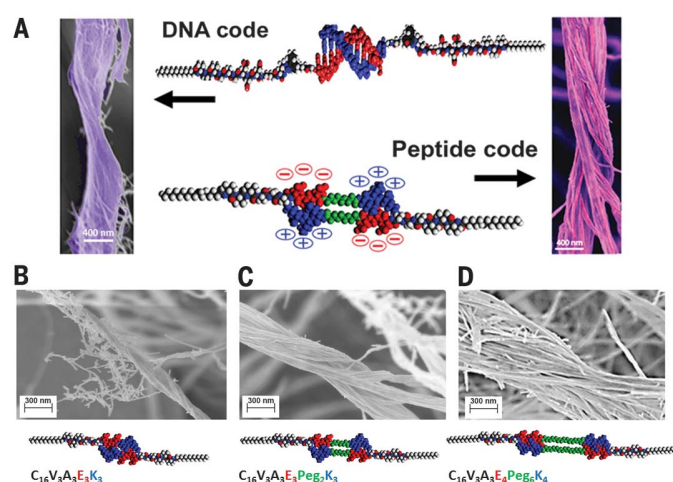 A
DNA code
Peptide code
− − −
+ + +
+ + +
− − −
400 nm
400 nm
B
C
D
300 nm
300 nm
300 nm
C₁₆V₃A₃E₃K₃
C₁₆V₃A₃E₃Peg₂K₃
C₁₆V₃A₃E₄Peg₆K₄